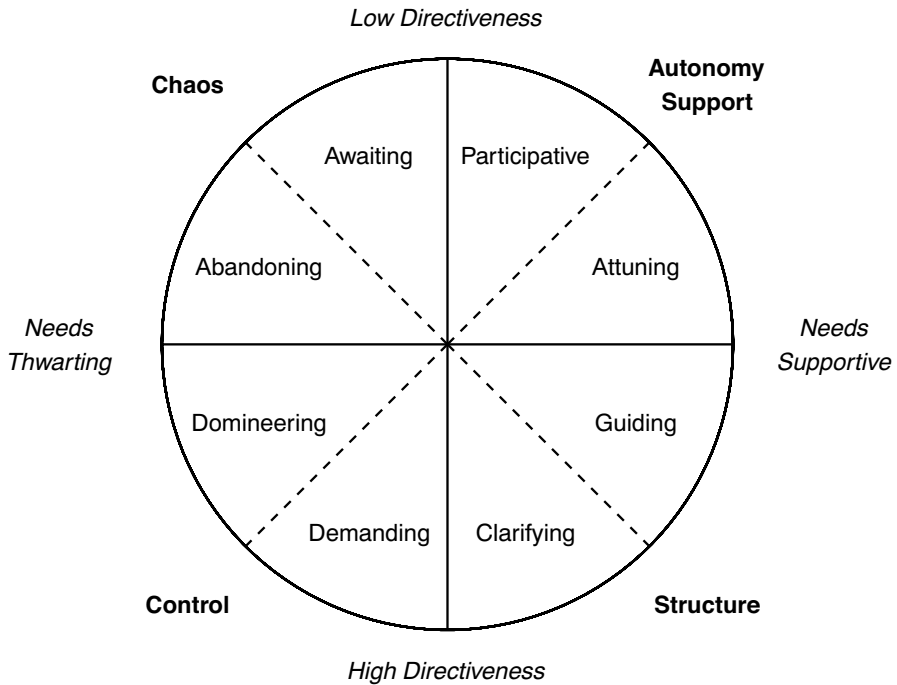 Low Directiveness
Chaos
Autonomy
Support
Awaiting
Participative
Abandoning
Attuning
Needs
Thwarting
Needs
Supportive
Domineering
Guiding
Demanding
Clarifying
Control
Structure
High Directiveness